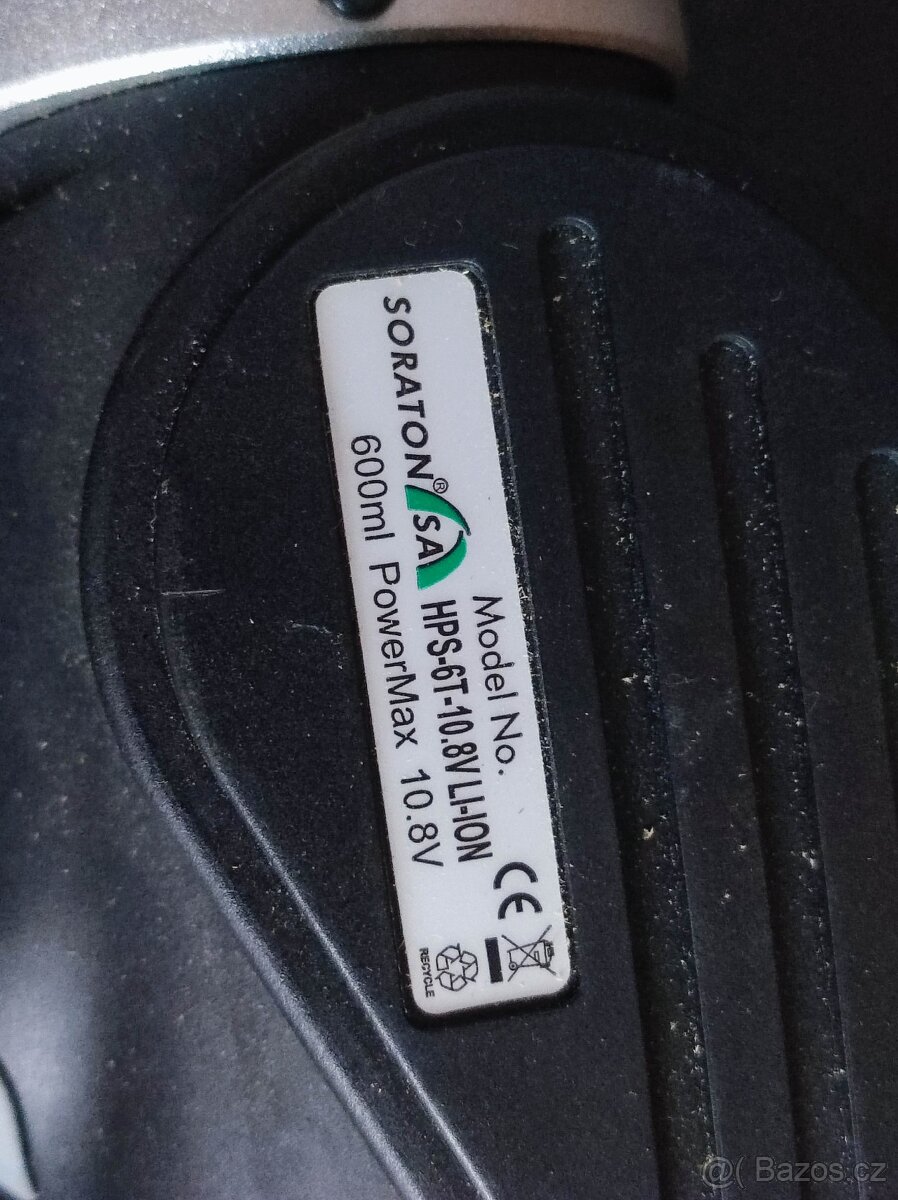 SORATON® SA
Model No.
HPS-6T-10.8V LI-ION
600ml PowerMax 10.8V
CE
RECYCLE
@( Bazos.cz